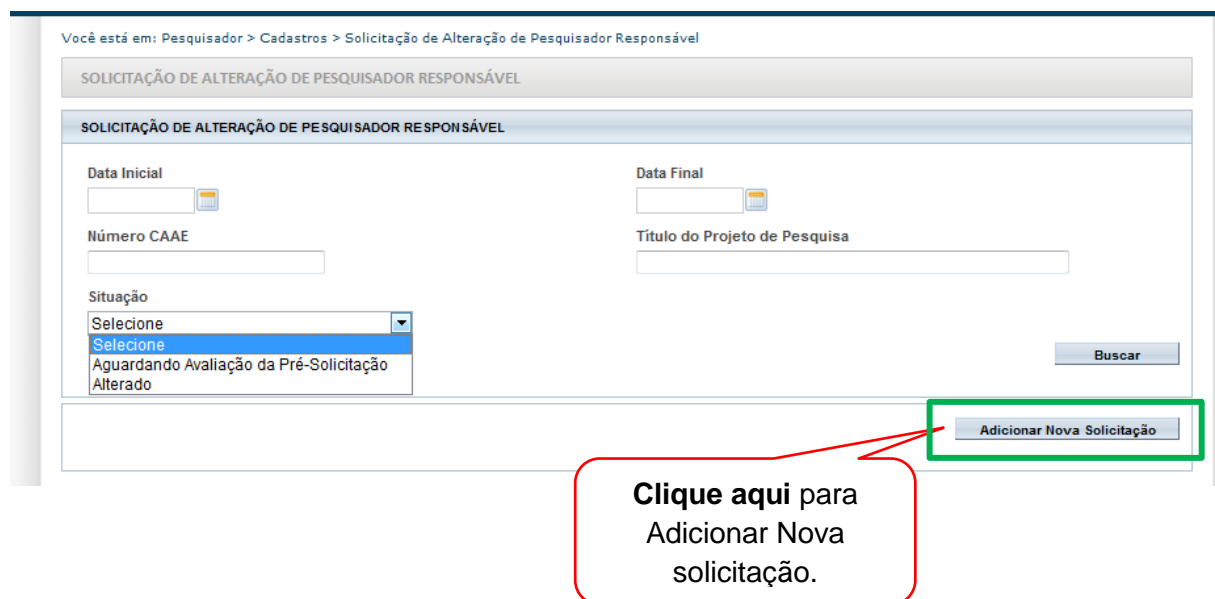 Você está em: Pesquisador > Cadastros > Solicitação de Alteração de Pesquisador Responsável
SOLICITAÇÃO DE ALTERAÇÃO DE PESQUISADOR RESPONSÁVEL
SOLICITAÇÃO DE ALTERAÇÃO DE PESQUISADOR RESPONSÁVEL
Data Inicial
Data Final
Número CAAE
Título do Projeto de Pesquisa
Situação
Selecione
Selecione
Aguardando Avaliação da Pré-Solicitação
Alterado
Buscar
Adicionar Nova Solicitação
Clique aqui para
Adicionar Nova
solicitação.